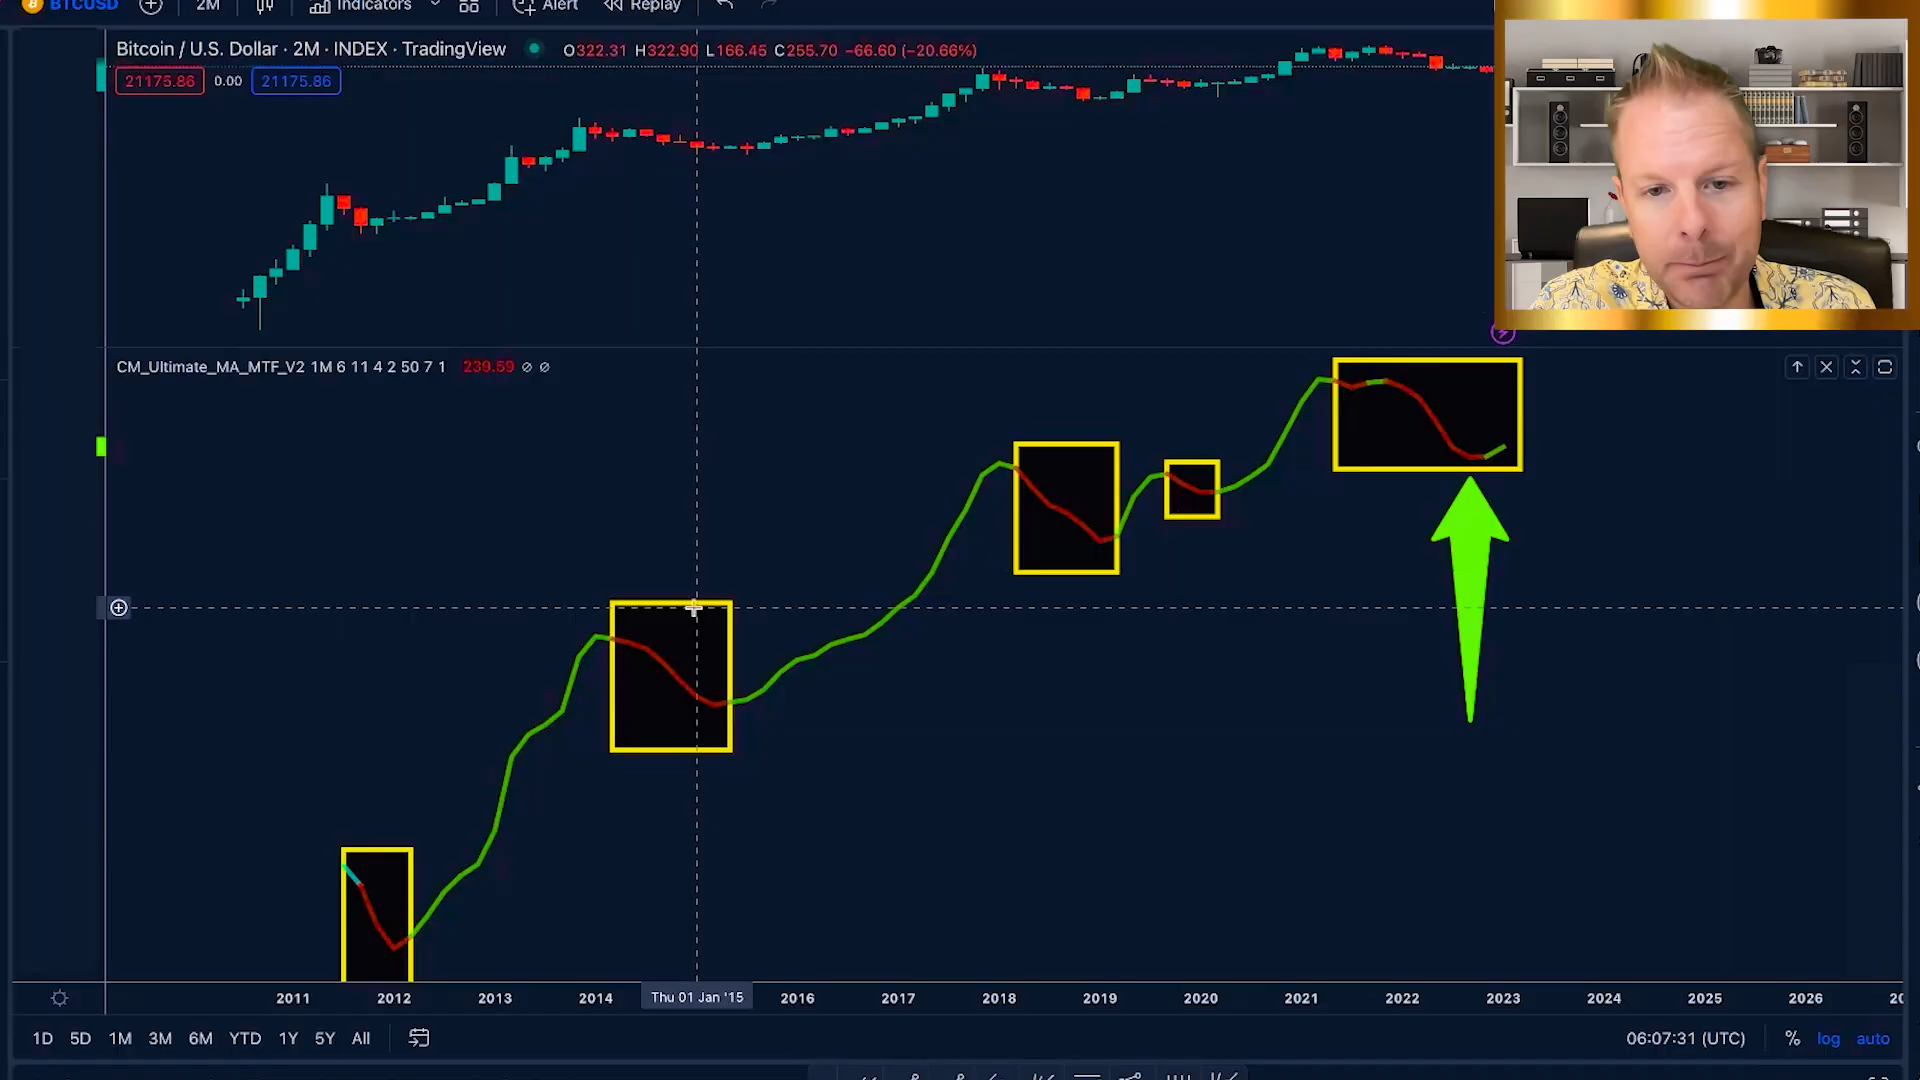 BTCUSD 2M Indicators Alert Replay
Bitcoin / U.S. Dollar · 2M · INDEX · TradingView O322.31 H322.90 L166.45 C255.70 −66.60 (−20.66%)
21175.86 0.00 21175.86
CM_Ultimate_MA_MTF_V2 1M 6 11 4 2 50 7 1 239.59 ∅ ∅
2011 2012 2013 2014 Thu 01 Jan '15 2016 2017 2018 2019 2020 2021 2022 2023 2024 2025 2026 20
1D 5D 1M 3M 6M YTD 1Y 5Y All 06:07:31 (UTC) % log auto